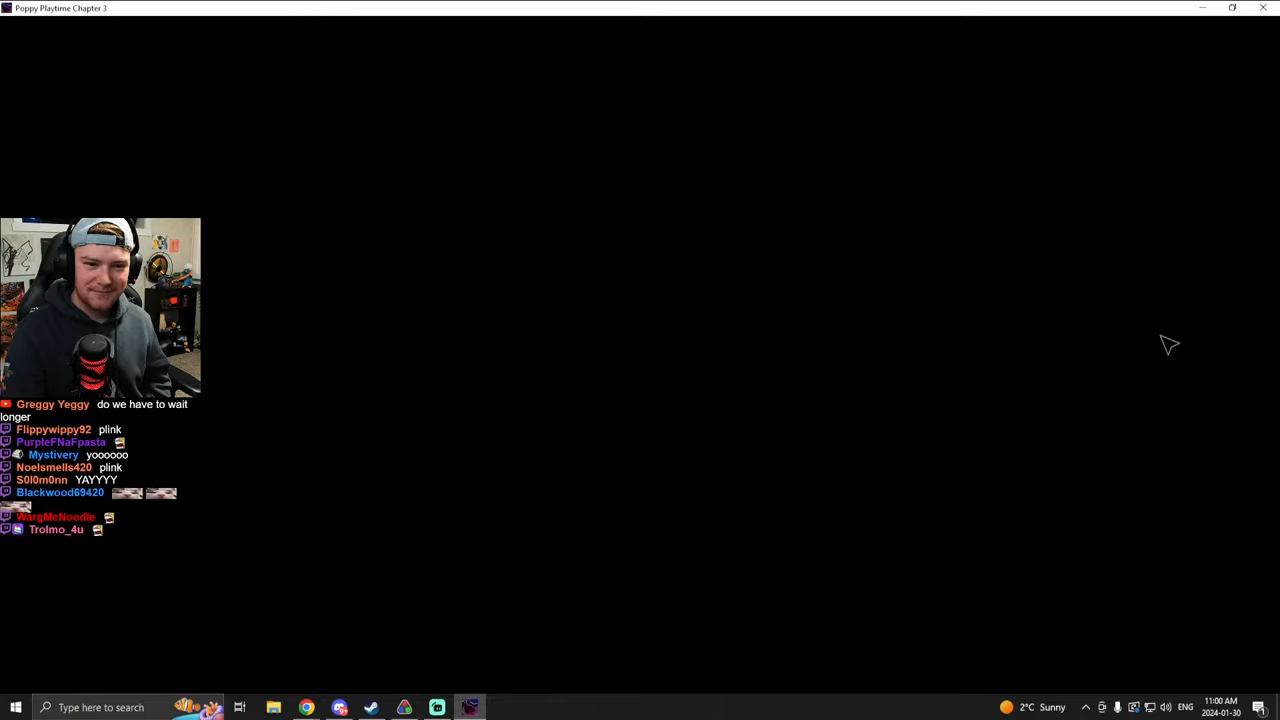 Poppy Playtime Chapter 3
Greggy Yeggy do we have to wait
longer
Flippywippy92 plink
PurpleFNaFpasta
Mystivery yoooooo
Noelsmells420 plink
S0l0m0nn YAYYYY
Blackwood69420
WargMcNoodle
Trolmo_4u
Type here to search
2°C Sunny
ENG
11:00 AM
2024-01-30
1